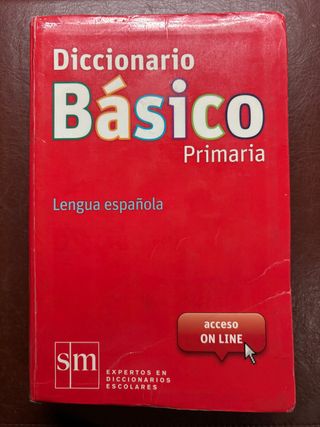 Diccionario
Básico
Primaria
Lengua española
acceso
ON LINE
sm
EXPERTOS EN
DICCIONARIOS
ESCOLARES